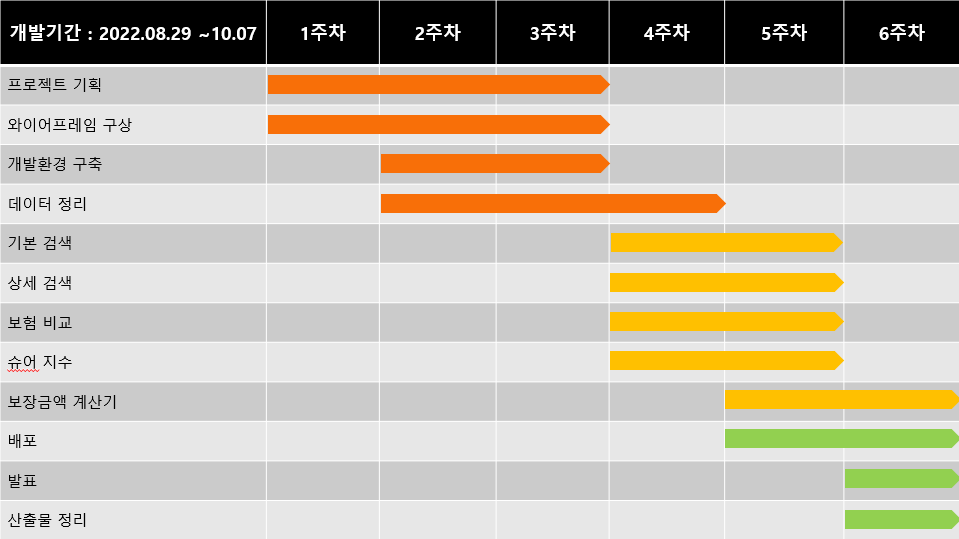 개발기간 : 2022.08.29 ~10.07 1주차 2주차 3주차 4주차 5주차 6주차
프로젝트 기획
와이어프레임 구상
개발환경 구축
데이터 정리
기본 검색
상세 검색
보험 비교
슈어 지수
보장금액 계산기
배포
발표
산출물 정리